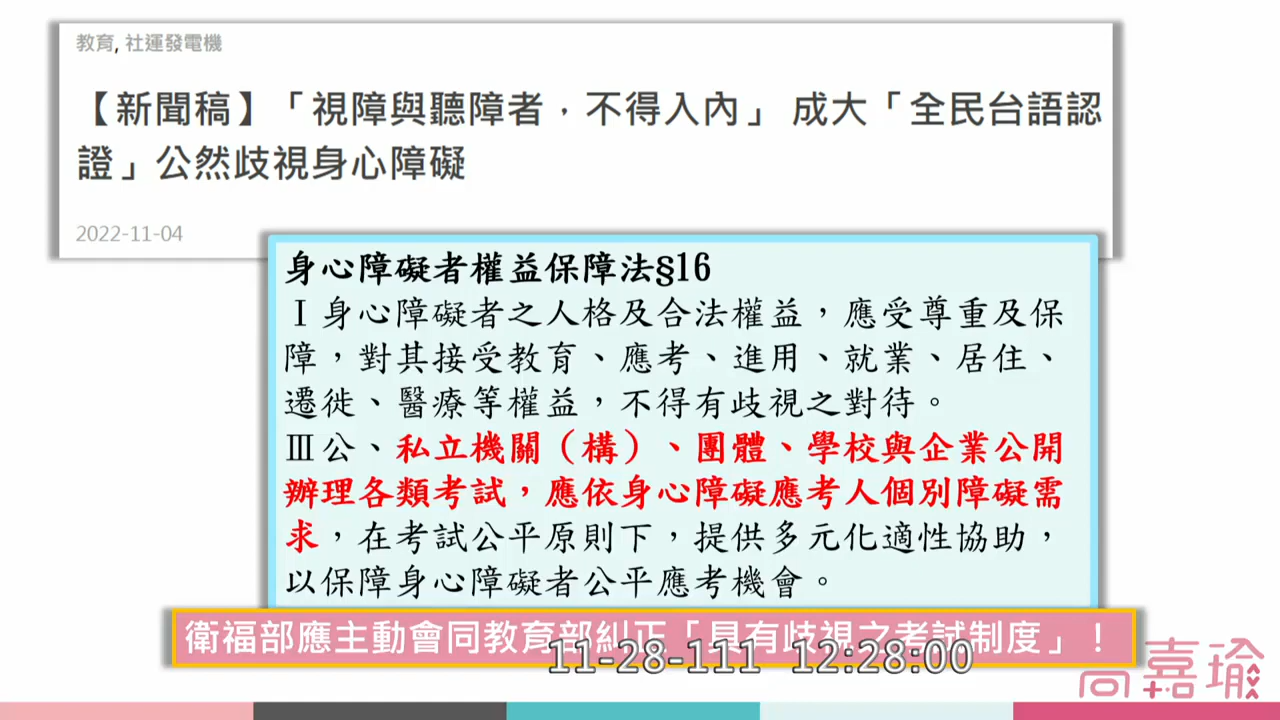 教育, 社運發電機
【新聞稿】「視障與聽障者，不得入內」 成大「全民台語認
證」公然歧視身心障礙
2022-11-04
身心障礙者權益保障法§16
Ⅰ身心障礙者之人格及合法權益，應受尊重及保
障，對其接受教育、應考、進用、就業、居住、
遷徙、醫療等權益，不得有歧視之對待。
Ⅲ公、私立機關（構）、團體、學校與企業公開
辦理各類考試，應依身心障礙應考人個別障礙需
求，在考試公平原則下，提供多元化適性協助，
以保障身心障礙者公平應考機會。
衛福部應主動會同教育部糾正「具有歧視之考試制度」！
11-28-111 12:28:00
高嘉瑜